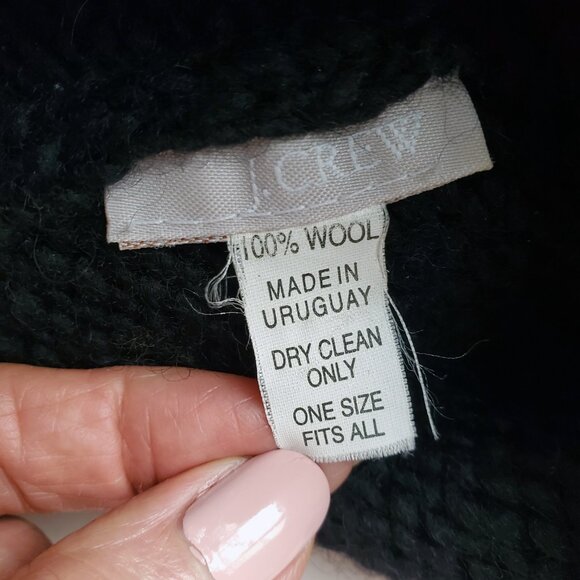 J.CREW
100% WOOL
MADE IN
URUGUAY
DRY CLEAN
ONLY
ONE SIZE
FITS ALL